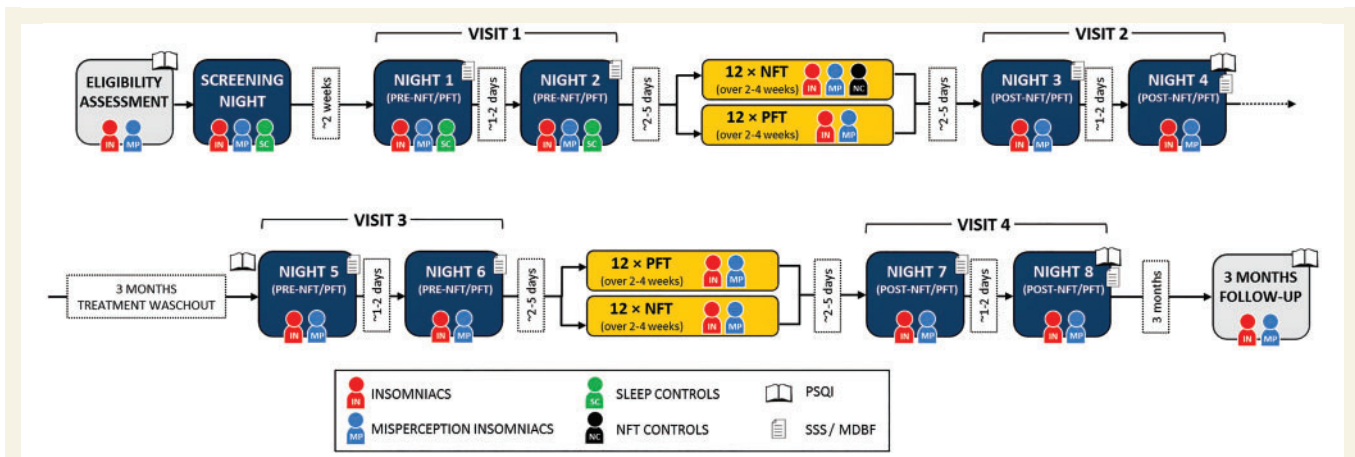 VISIT 1
VISIT 2
ELIGIBILITY
ASSESSMENT
IN MP
SCREENING
NIGHT
IN MP SC
~2 weeks
NIGHT 1
(PRE-NFT/PFT)
IN MP SC
~1-2 days
NIGHT 2
(PRE-NFT/PFT)
IN MP SC
~2-5 days
12 × NFT
(over 2-4 weeks)
IN MP NC
12 × PFT
(over 2-4 weeks)
IN MP
~2-5 days
NIGHT 3
(POST-NFT/PFT)
IN MP
~1-2 days
NIGHT 4
(POST-NFT/PFT)
IN MP
VISIT 3
VISIT 4
3 MONTHS
TREATMENT WASCHOUT
NIGHT 5
(PRE-NFT/PFT)
IN MP
~1-2 days
NIGHT 6
(PRE-NFT/PFT)
IN MP
~2-5 days
12 × PFT
(over 2-4 weeks)
IN MP
12 × NFT
(over 2-4 weeks)
IN MP
~2-5 days
NIGHT 7
(POST-NFT/PFT)
IN MP
~1-2 days
NIGHT 8
(POST-NFT/PFT)
IN MP
3 months
3 MONTHS
FOLLOW-UP
IN MP
IN INSOMNIACS
SC SLEEP CONTROLS
PSQI
MP MISPERCEPTION INSOMNIACS
NC NFT CONTROLS
SSS / MDBF